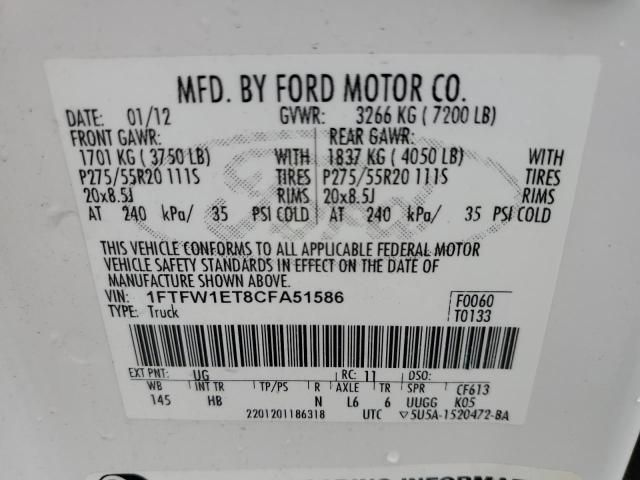 MFD. BY FORD MOTOR CO.
DATE: 01/12 GVWR: 3266 KG ( 7200 LB)
FRONT GAWR: REAR GAWR:
1701 KG ( 3750 LB) WITH 1837 KG ( 4050 LB) WITH
P275/55R20 111S TIRES P275/55R20 111S TIRES
20x8.5J RIMS 20x8.5J RIMS
AT 240 kPa/ 35 PSI COLD AT 240 kPa/ 35 PSI COLD
THIS VEHICLE CONFORMS TO ALL APPLICABLE FEDERAL MOTOR
VEHICLE SAFETY STANDARDS IN EFFECT ON THE DATE OF
MANUFACTURE SHOWN ABOVE.
VIN: 1FTFW1ET8CFA51586 F0060
TYPE: Truck T0133
EXT PNT: UG RC: 11 DSO:
WB INT TR TP/PS R AXLE TR SPR CF613
145 HB N L6 6 UUGG K05
2201201186318 UTC ▽5U5A-1520472-BA